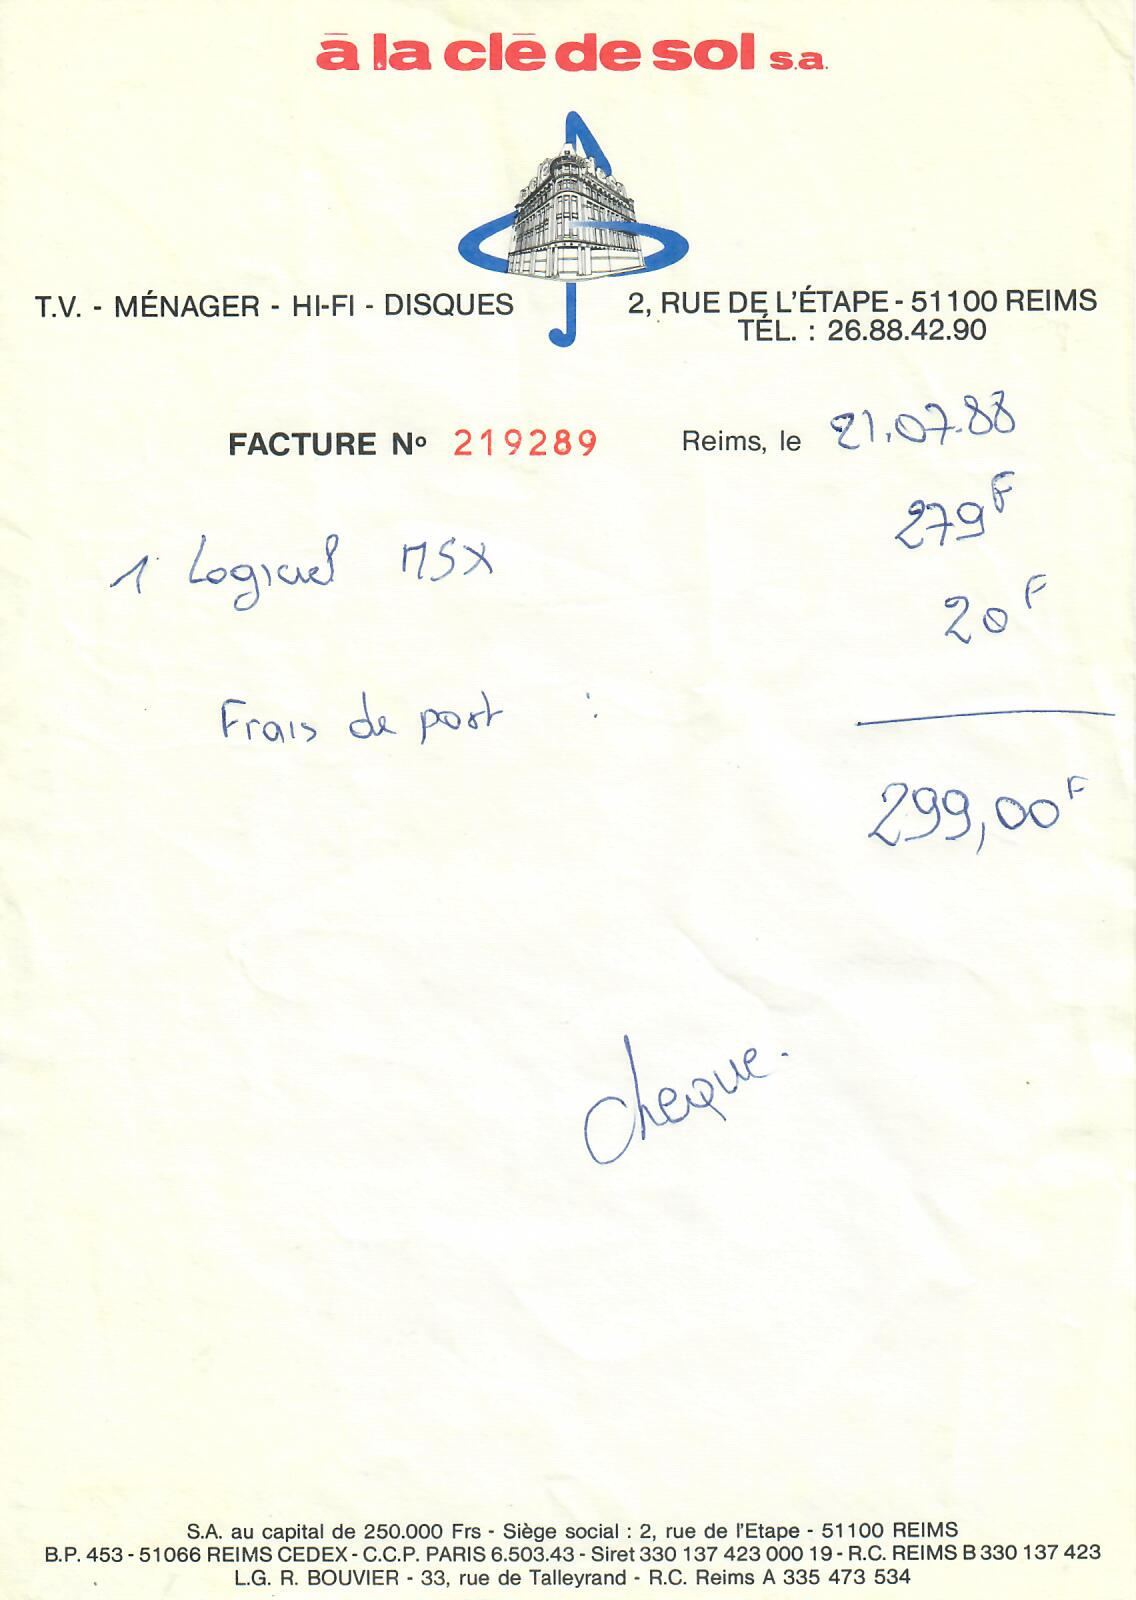 à la clé de sol s.a.
T.V. - MÉNAGER - HI-FI - DISQUES
2, RUE DE L'ÉTAPE - 51100 REIMS
TÉL. : 26.88.42.90
FACTURE Nº 219289 Reims, le 21.07.88
279F
1 Logiciel MSX
20F
Frais de port :
299,00F
cheque.
S.A. au capital de 250.000 Frs - Siège social : 2, rue de l'Etape - 51100 REIMS
B.P. 453 - 51066 REIMS CEDEX - C.C.P. PARIS 6.503.43 - Siret 330 137 423 000 19 - R.C. REIMS B 330 137 423
L.G. R. BOUVIER - 33, rue de Talleyrand - R.C. Reims A 335 473 534